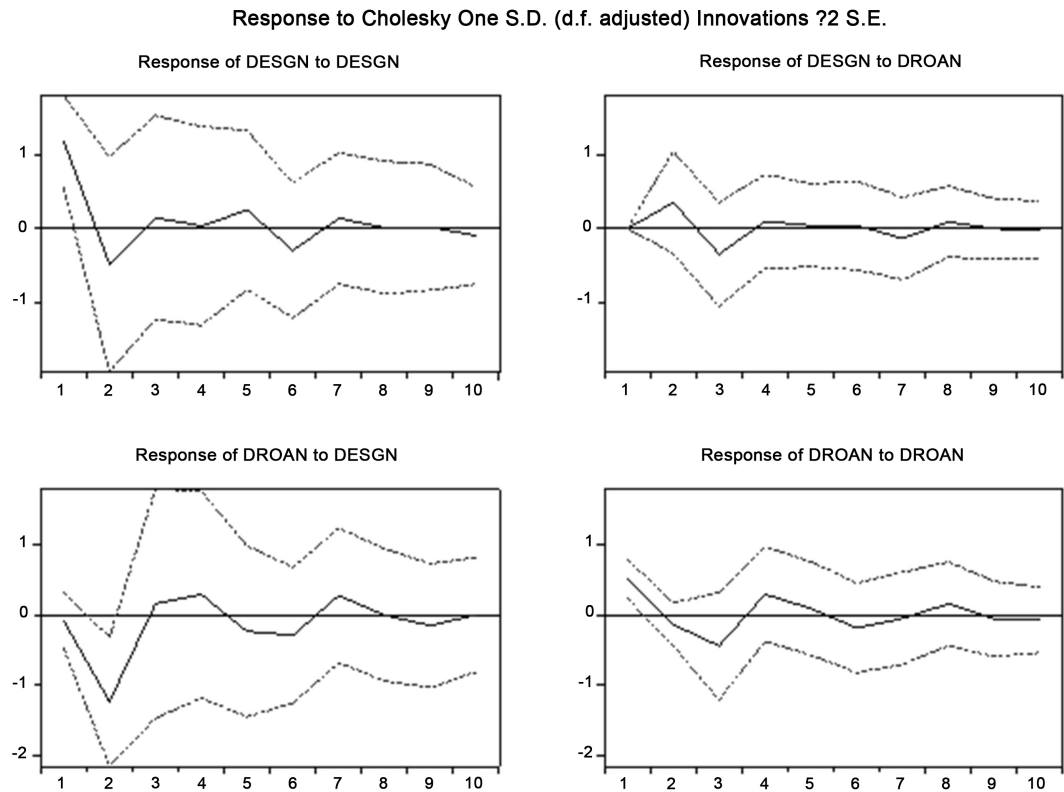 Response to Cholesky One S.D. (d.f. adjusted) Innovations ?2 S.E.
Response of DESGN to DESGN
1
0
-1
1 2 3 4 5 6 7 8 9 10
Response of DESGN to DROAN
1
0
-1
1 2 3 4 5 6 7 8 9 10
Response of DROAN to DESGN
1
0
-1
-2
1 2 3 4 5 6 7 8 9 10
Response of DROAN to DROAN
1
0
-1
-2
1 2 3 4 5 6 7 8 9 10